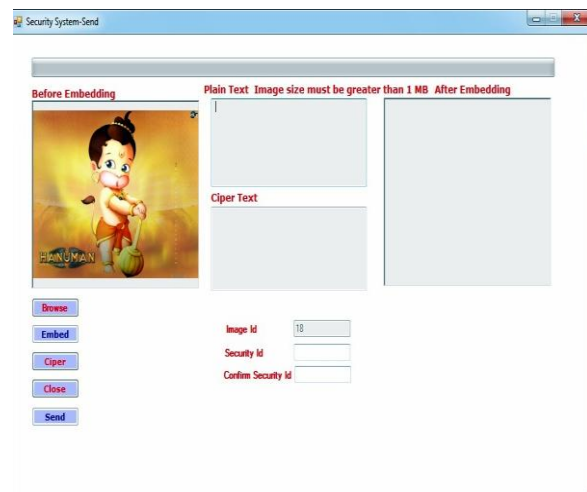 Security System-Send
Before Embedding
Plain Text Image size must be greater than 1 MB After Embedding
HANUMAN
Ciper Text
Browse
Embed
Ciper
Close
Send
Image Id 18
Security Id
Confirm Security Id